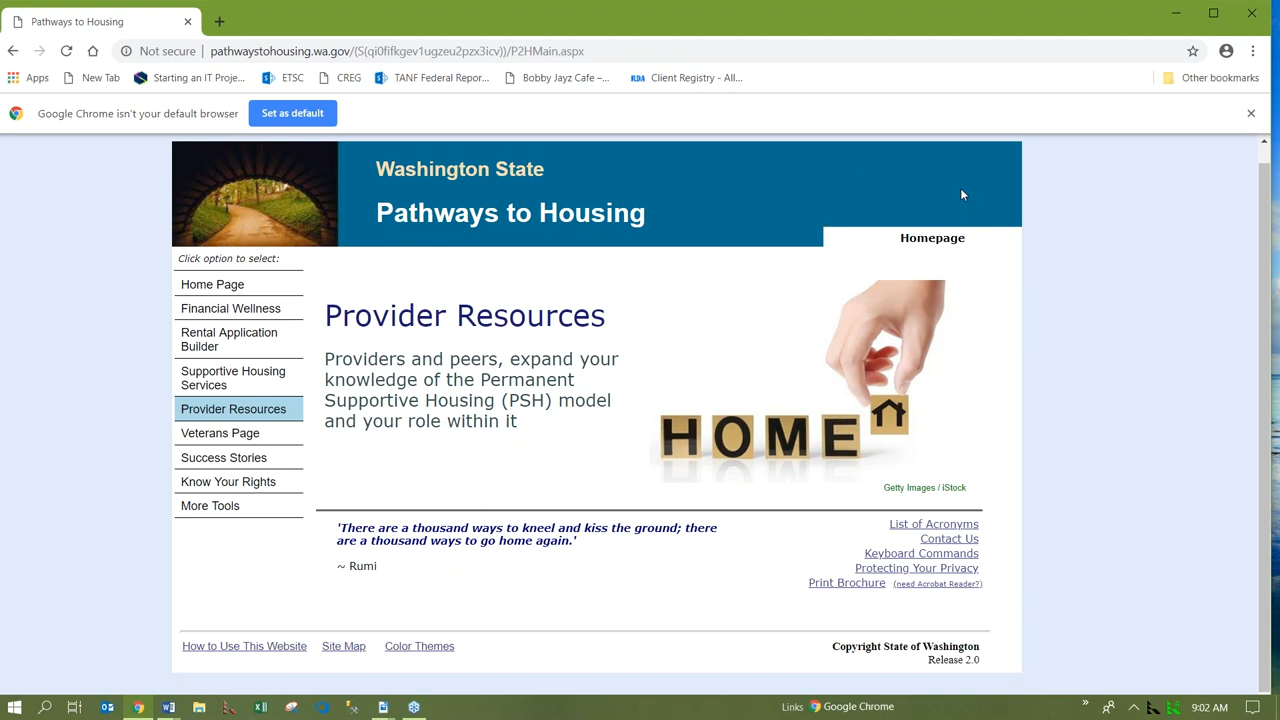 Pathways to Housing
Not secure | pathwaystohousing.wa.gov/(S(qi0fifkgev1ugzeu2pzx3icv))/P2HMain.aspx
Apps
New Tab
Starting an IT Proje...
ETSC
CREG
TANF Federal Repor...
Bobby Jayz Cafe –...
RDA
Client Registry - All...
Other bookmarks
Google Chrome isn't your default browser
Set as default
Washington State
Pathways to Housing
Homepage
Click option to select:
Home Page
Financial Wellness
Rental Application
Builder
Supportive Housing
Services
Provider Resources
Veterans Page
Success Stories
Know Your Rights
More Tools
Provider Resources
Providers and peers, expand your
knowledge of the Permanent
Supportive Housing (PSH) model
and your role within it
HOME
Getty Images / iStock
'There are a thousand ways to kneel and kiss the ground; there
are a thousand ways to go home again.'
~ Rumi
List of Acronyms
Contact Us
Keyboard Commands
Protecting Your Privacy
Print Brochure (need Acrobat Reader?)
How to Use This Website
Site Map
Color Themes
Copyright State of Washington
Release 2.0
Links
Google Chrome
9:02 AM